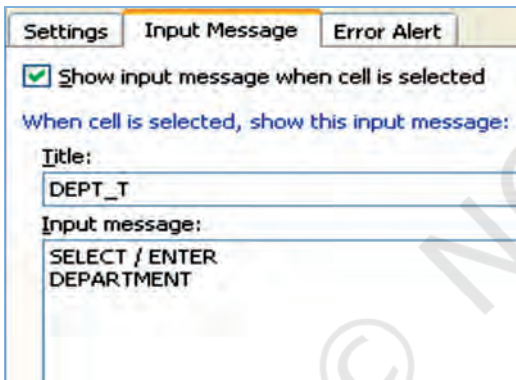 Settings Input Message Error Alert
Show input message when cell is selected
When cell is selected, show this input message:
Title:
DEPT_T
Input message:
SELECT / ENTER
DEPARTMENT
© N